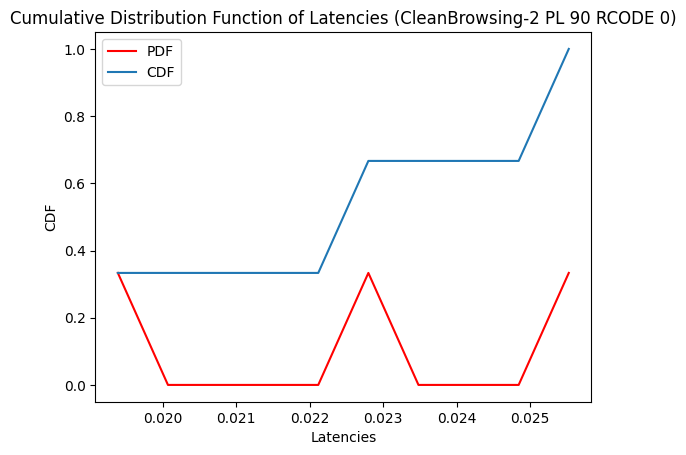 Cumulative Distribution Function of Latencies (CleanBrowsing-2 PL 90 RCODE 0)
PDF
CDF
1.0
0.8
0.6
0.4
0.2
0.0
CDF
0.020 0.021 0.022 0.023 0.024 0.025
Latencies